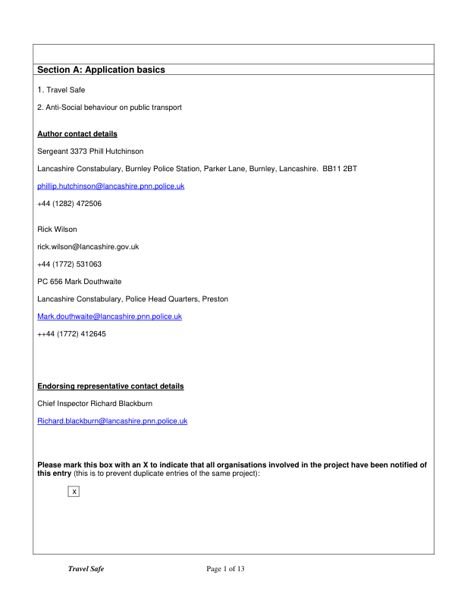 Section A: Application basics
1. Travel Safe
2. Anti-Social behaviour on public transport
Author contact details
Sergeant 3373 Phill Hutchinson
Lancashire Constabulary, Burnley Police Station, Parker Lane, Burnley, Lancashire.  BB11 2BT
phillip.hutchinson@lancashire.pnn.police.uk
+44 (1282) 472506
Rick Wilson
rick.wilson@lancashire.gov.uk
+44 (1772) 531063
PC 656 Mark Douthwaite
Lancashire Constabulary, Police Head Quarters, Preston
Mark.douthwaite@lancashire.pnn.police.uk
++44 (1772) 412645
Endorsing representative contact details
Chief Inspector Richard Blackburn
Richard.blackburn@lancashire.pnn.police.uk
Please mark this box with an X to indicate that all organisations involved in the project have been notified of
this entry (this is to prevent duplicate entries of the same project):
X
Travel Safe Page 1 of 13